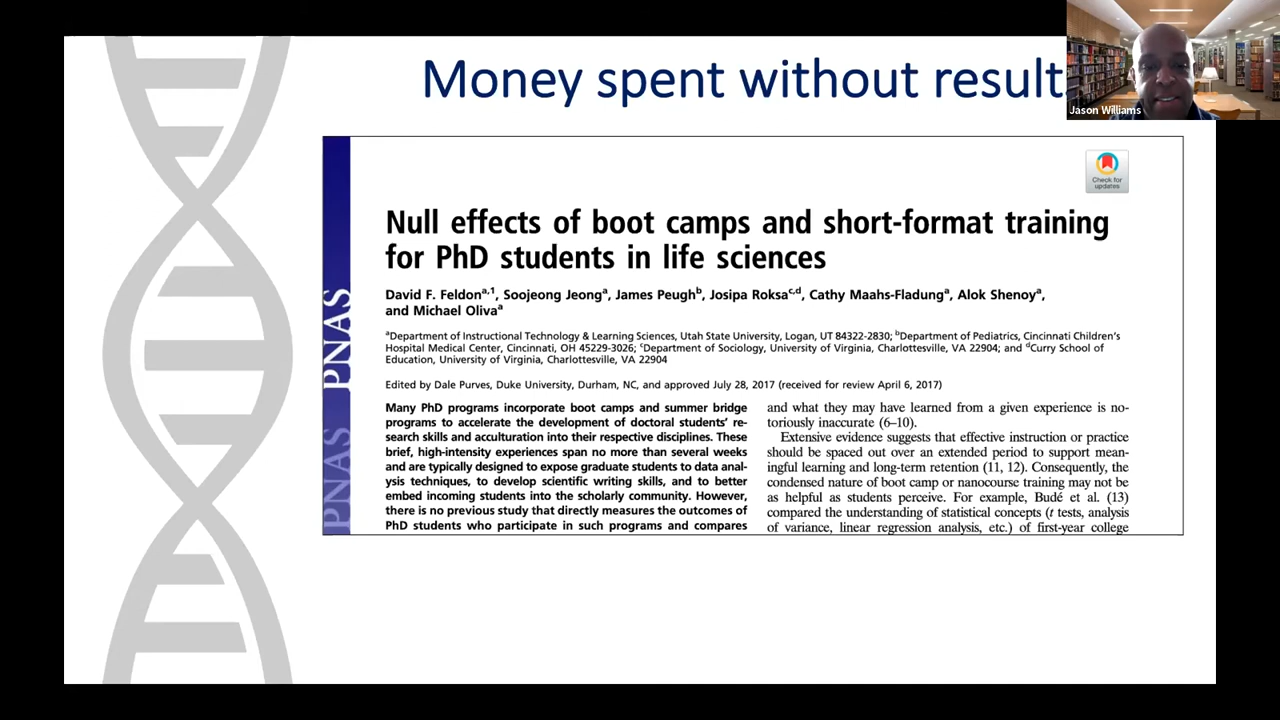 Money spent without result
Jason Williams
PNAS
PNAS
Check for
updates
Null effects of boot camps and short-format training
for PhD students in life sciences
David F. Feldonᵃ,¹, Soojeong Jeongᵃ, James Peughᵇ, Josipa Roksaᶜ,ᵈ, Cathy Maahs-Fladungᵃ, Alok Shenoyᵃ,
and Michael Olivaᵃ
ᵃDepartment of Instructional Technology & Learning Sciences, Utah State University, Logan, UT 84322-2830; ᵇDepartment of Pediatrics, Cincinnati Children's
Hospital Medical Center, Cincinnati, OH 45229-3026; ᶜDepartment of Sociology, University of Virginia, Charlottesville, VA 22904; and ᵈCurry School of
Education, University of Virginia, Charlottesville, VA 22904
Edited by Dale Purves, Duke University, Durham, NC, and approved July 28, 2017 (received for review April 6, 2017)
Many PhD programs incorporate boot camps and summer bridge
programs to accelerate the development of doctoral students' re-
search skills and acculturation into their respective disciplines. These
brief, high-intensity experiences span no more than several weeks
and are typically designed to expose graduate students to data anal-
ysis techniques, to develop scientific writing skills, and to better
embed incoming students into the scholarly community. However,
there is no previous study that directly measures the outcomes of
PhD students who participate in such programs and compares
and what they may have learned from a given experience is no-
toriously inaccurate (6–10).
Extensive evidence suggests that effective instruction or practice
should be spaced out over an extended period to support mean-
ingful learning and long-term retention (11, 12). Consequently, the
condensed nature of boot camp or nanocourse training may not be
as helpful as students perceive. For example, Budé et al. (13)
compared the understanding of statistical concepts (t tests, analysis
of variance, linear regression analysis, etc.) of first-year college